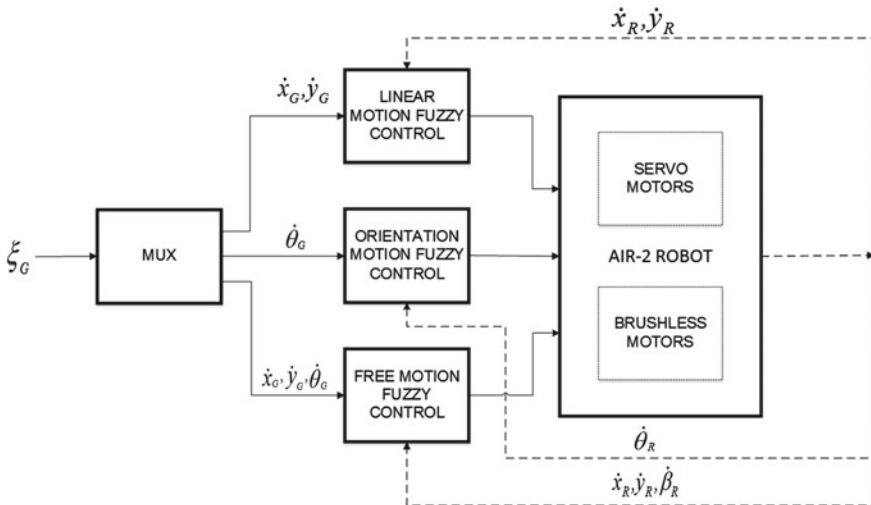 ẋ_R,ẏ_R
ẋ_G,ẏ_G
LINEAR
MOTION FUZZY
CONTROL
SERVO
MOTORS
ξ_G
MUX
θ̇_G
ORIENTATION
MOTION FUZZY
CONTROL
AIR-2 ROBOT
BRUSHLESS
MOTORS
ẋ_G,ẏ_G,θ̇_G
FREE MOTION
FUZZY
CONTROL
θ̇_R
ẋ_R,ẏ_R,β̇_R